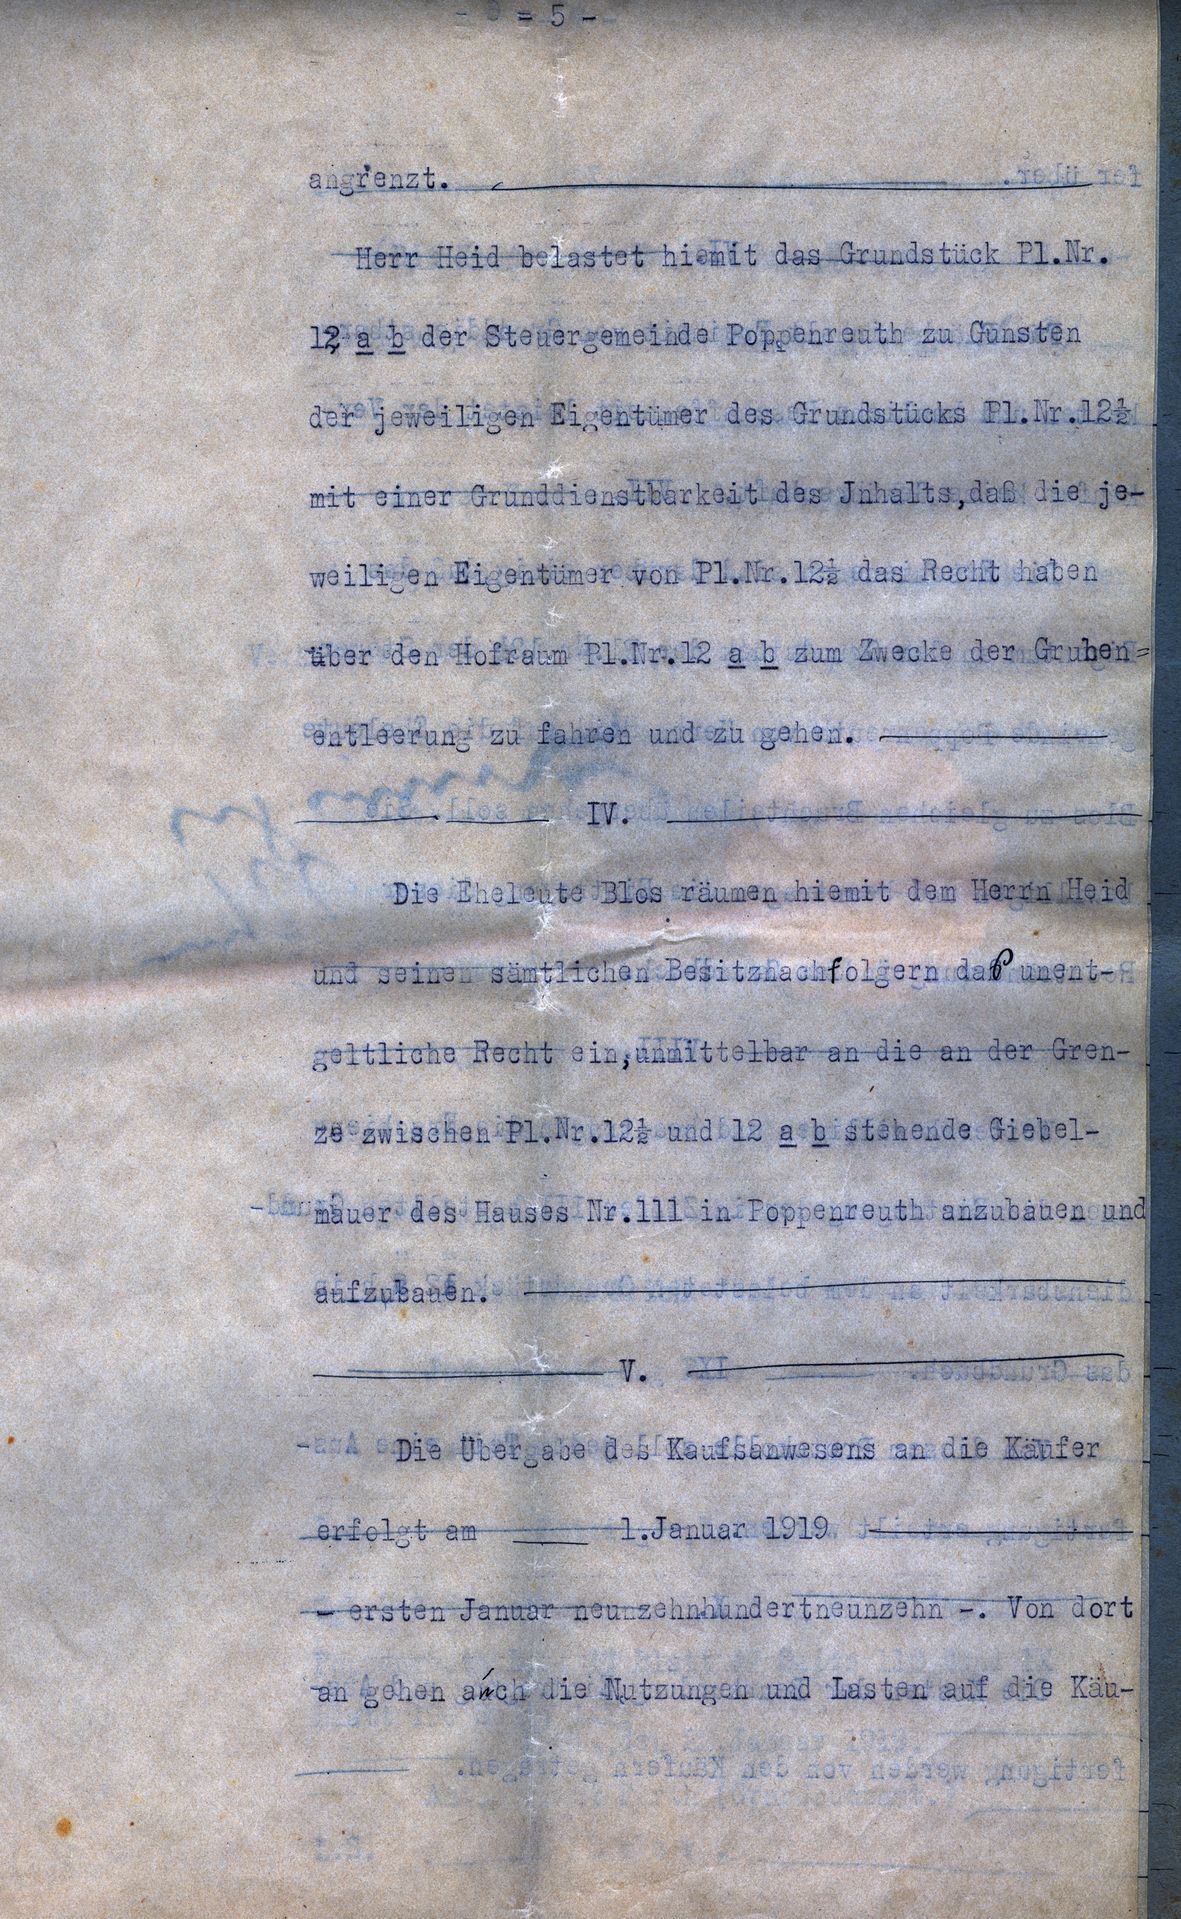 - 5 -
angrenzt.
Herr Heid belastet hiemit das Grundstück Pl.Nr.
12 a b der Steuergemeinde Poppenreuth zu Gunsten
der jeweiligen Eigentümer des Grundstücks Pl.Nr.12½
mit einer Grunddienstbarkeit des Jnhalts,daß die je-
weiligen Eigentümer von Pl.Nr.12½ das Recht haben
über den Hofraum Pl.Nr.12 a b zum Zwecke der Gruben=
entleerung zu fahren und zu gehen.
IV.
Die Eheleute Blos räumen hiemit dem Herrn Heid
und seinen sämtlichen Besitznachfolgern daß unent-
geltliche Recht ein,unmittelbar an die an der Gren-
ze zwischen Pl.Nr.12½ und 12 a b stehende Giebel-
mauer des Hauses Nr.111 in Poppenreuth anzubauen und
aufzubauen.
V.
Die Übergabe des Kaufsanwesens an die Käufer
erfolgt am 1.Januar 1919
- ersten Januar neunzehnhundertneunzehn -. Von dort
an gehen auch die Nutzungen und Lasten auf die Käu-